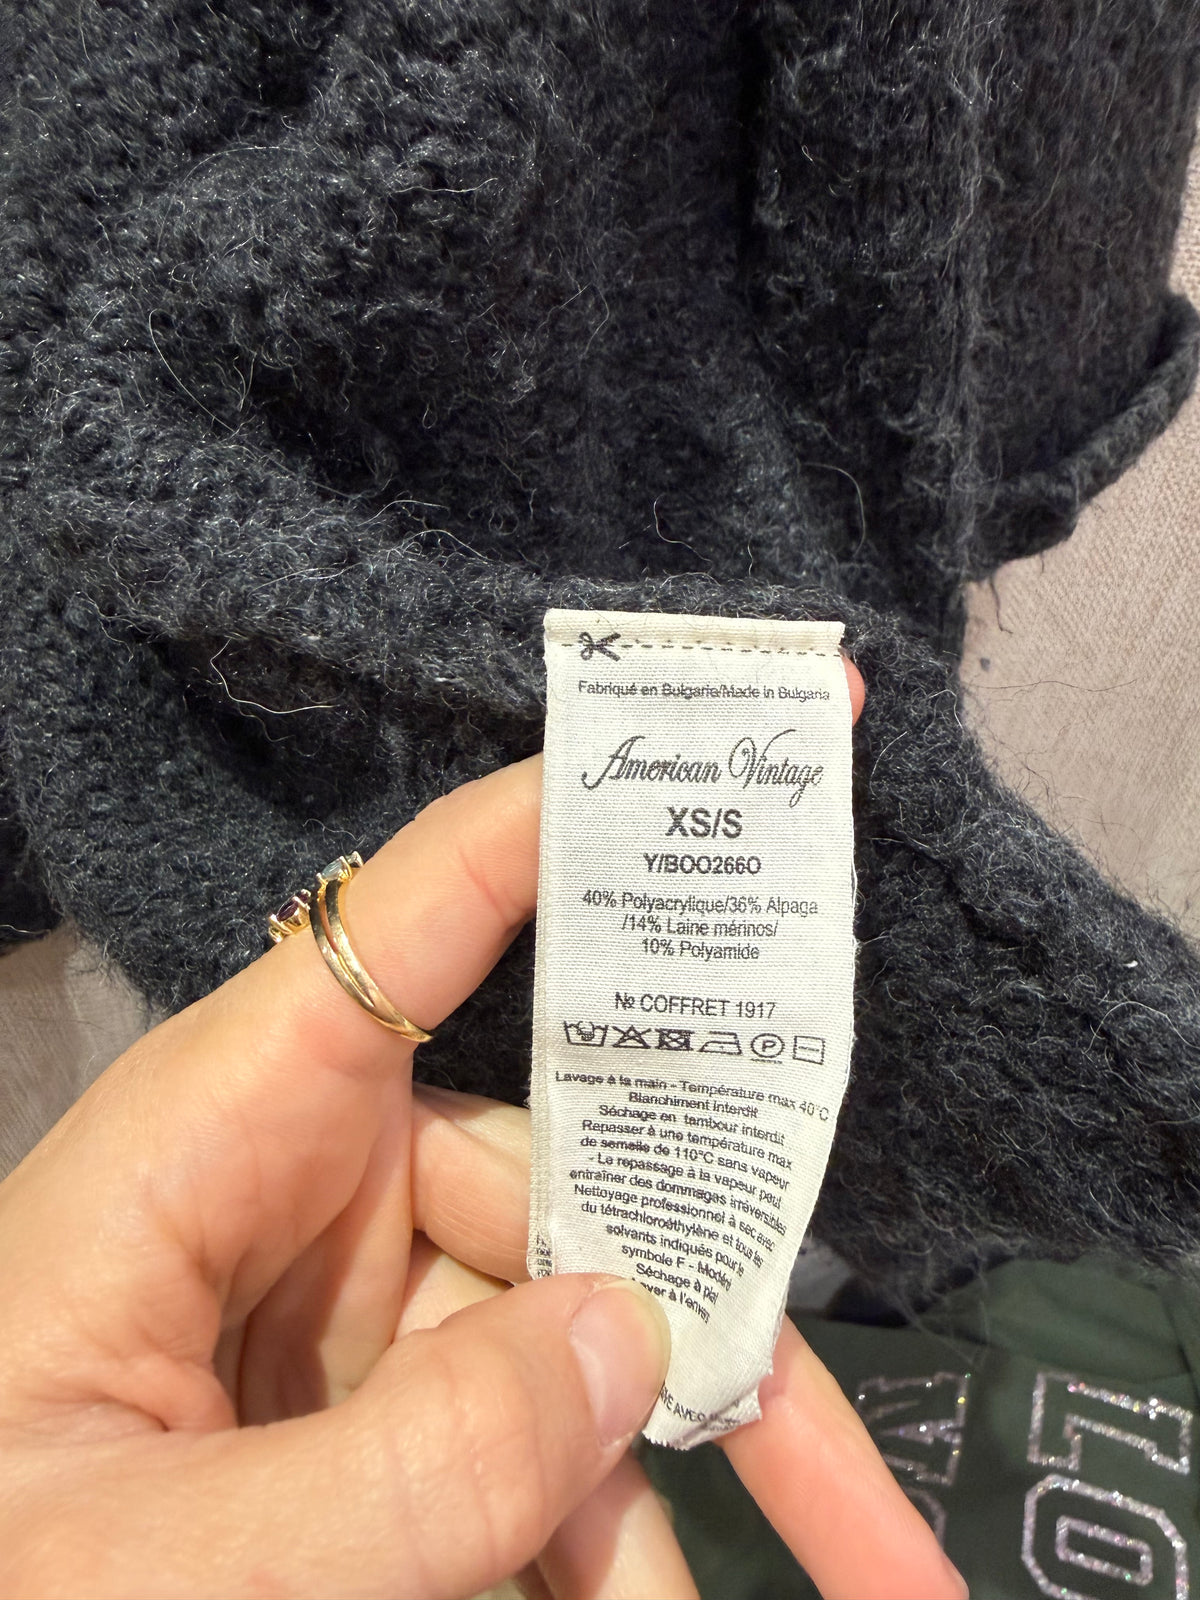 Fabriqué en Bulgarie/Made in Bulgaria
American Vintage
XS/S
Y/BOO266O
40% Polyacrylique/36% Alpaga
/14% Laine mérinos/
10% Polyamide
№ COFFRET 1917
P
Lavage à la main - Température max 40°C
Blanchiment Interdit
Séchage en tambour interdit
Repasser à une température max
de semelle de 110°C sans vapeur
- Le repassage à la vapeur peut
entraîner des dommages irréversibles
Nettoyage professionnel à sec avec
du tétrachloroéthylène et tous les
solvants indiqués pour le
symbole F - Modéré
Séchage à plat
à l'envers
AVEC